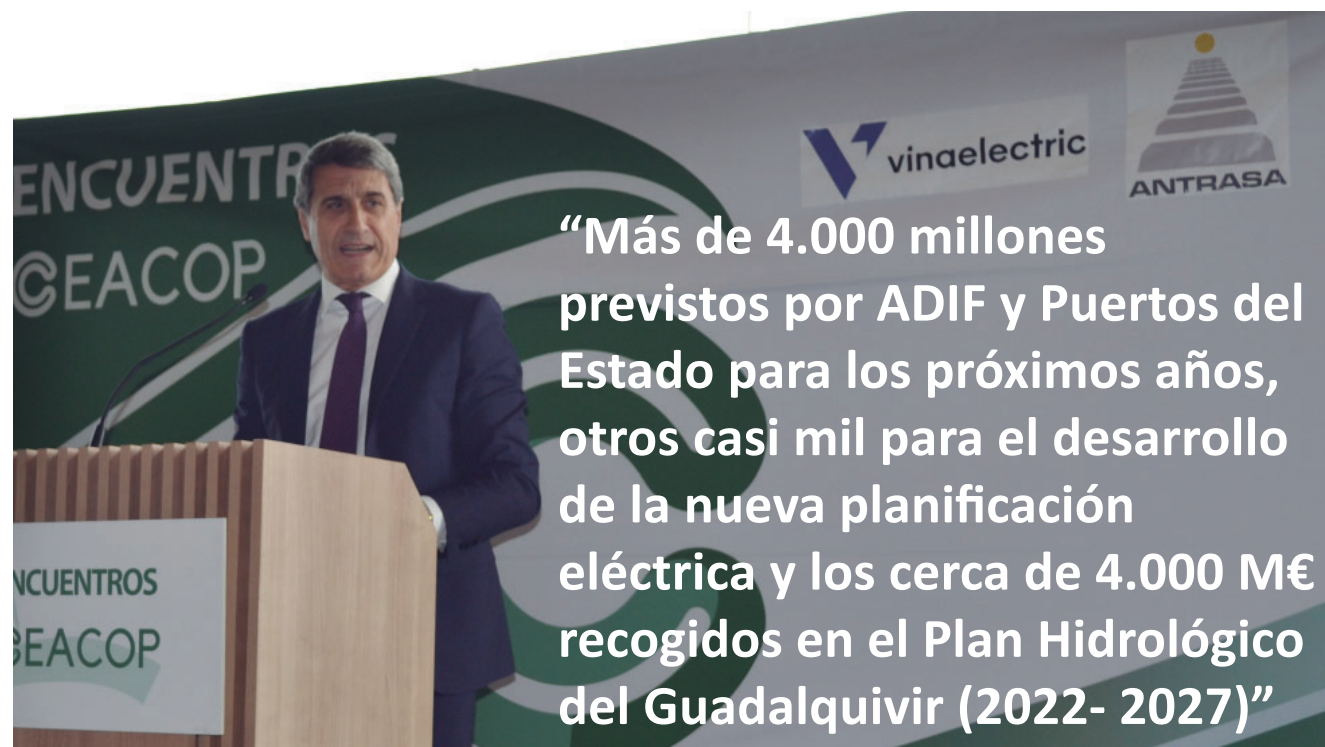 ENCUENTROS
CEACOP
vinaelectric
ANTRASA
“Más de 4.000 millones
previstos por ADIF y Puertos del
Estado para los próximos años,
otros casi mil para el desarrollo
de la nueva planificación
eléctrica y los cerca de 4.000 M€
recogidos en el Plan Hidrológico
del Guadalquivir (2022- 2027)”
NCUENTROS
CEACOP